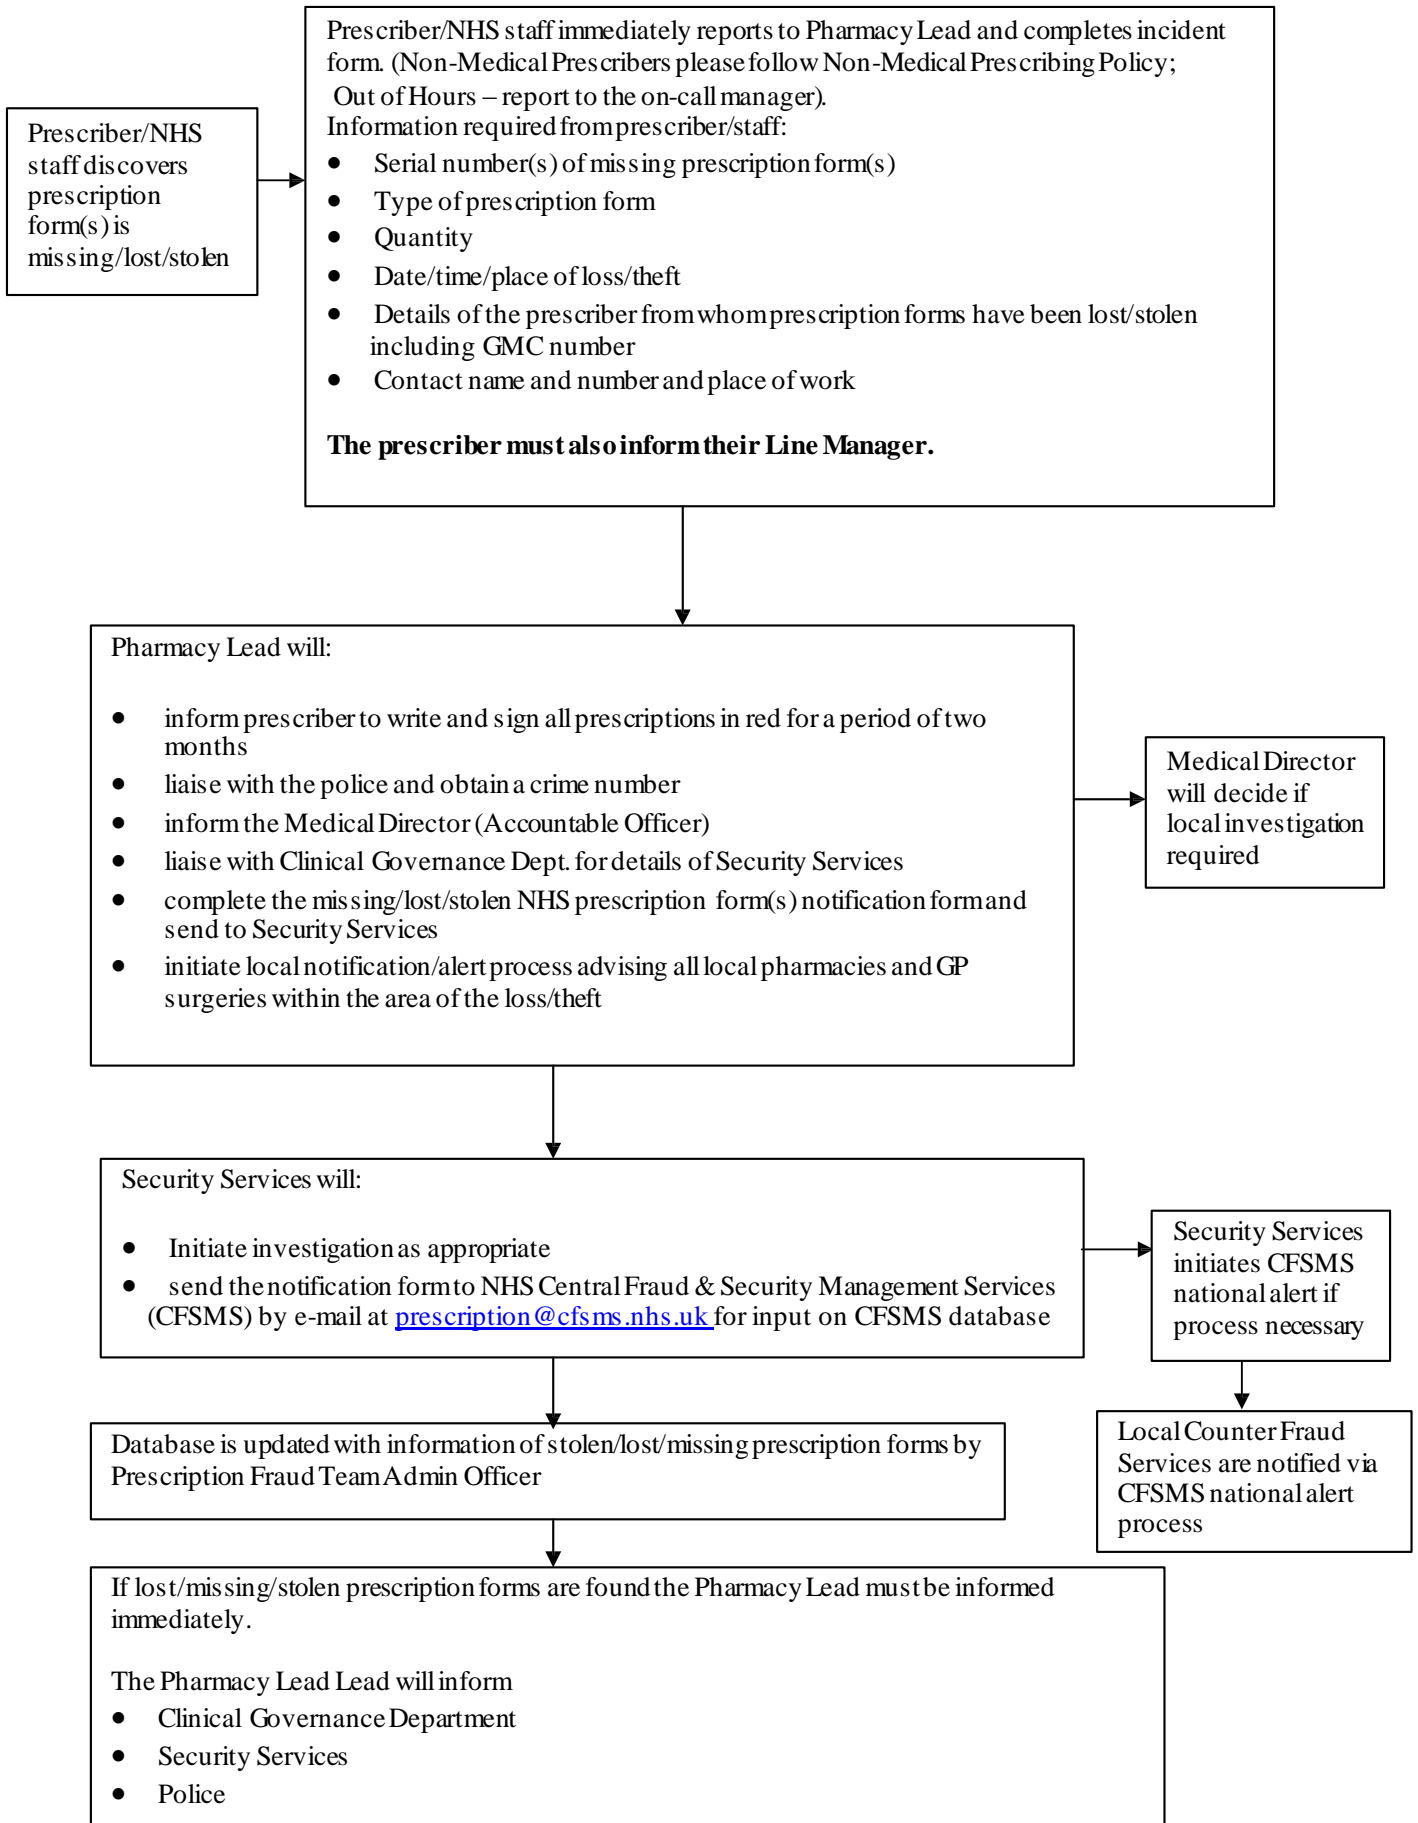 Prescriber/NHS staff immediately reports to Pharmacy Lead and completes incident
form. (Non-Medical Prescribers please follow Non-Medical Prescribing Policy;
Out of Hours – report to the on-call manager).
Information required from prescriber/staff:
• Serial number(s) of missing prescription form(s)
• Type of prescription form
• Quantity
• Date/time/place of loss/theft
• Details of the prescriber from whom prescription forms have been lost/stolen
including GMC number
• Contact name and number and place of work
The prescriber must also inform their Line Manager.
Prescriber/NHS
staff discovers
prescription
form(s) is
missing/lost/stolen
Pharmacy Lead will:
• inform prescriber to write and sign all prescriptions in red for a period of two
months
• liaise with the police and obtain a crime number
• inform the Medical Director (Accountable Officer)
• liaise with Clinical Governance Dept. for details of Security Services
• complete the missing/lost/stolen NHS prescription form(s) notification form and
send to Security Services
• initiate local notification/alert process advising all local pharmacies and GP
surgeries within the area of the loss/theft
Medical Director
will decide if
local investigation
required
Security Services will:
• Initiate investigation as appropriate
• send the notification form to NHS Central Fraud & Security Management Services
(CFSMS) by e-mail at prescription@cfsms.nhs.uk for input on CFSMS database
Security Services
initiates CFSMS
national alert if
process necessary
Local Counter Fraud
Services are notified via
CFSMS national alert
process
Database is updated with information of stolen/lost/missing prescription forms by
Prescription Fraud Team Admin Officer
If lost/missing/stolen prescription forms are found the Pharmacy Lead must be informed
immediately.
The Pharmacy Lead Lead will inform
• Clinical Governance Department
• Security Services
• Police